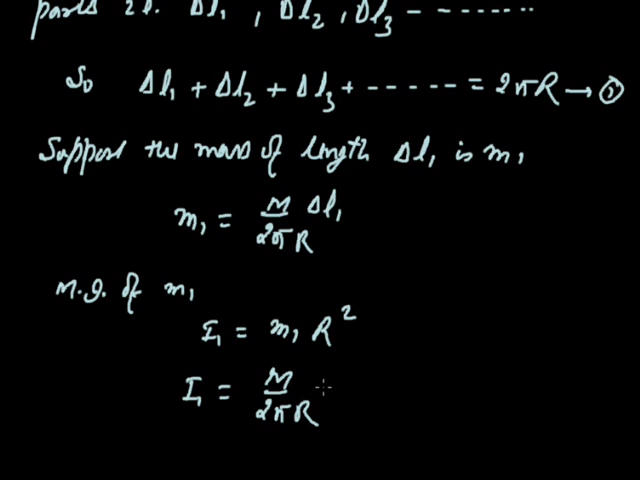 parts Δl₁, Δl₂, Δl₃ - - - - - - - -
So Δl₁ + Δl₂ + Δl₃ + - - - - - - = 2πR → ①
Suppose the mass of length Δl₁ is m₁
m₁ = M/2πR Δl₁
M.I. of m₁
I₁ = m₁ R²
I₁ = M/2πR